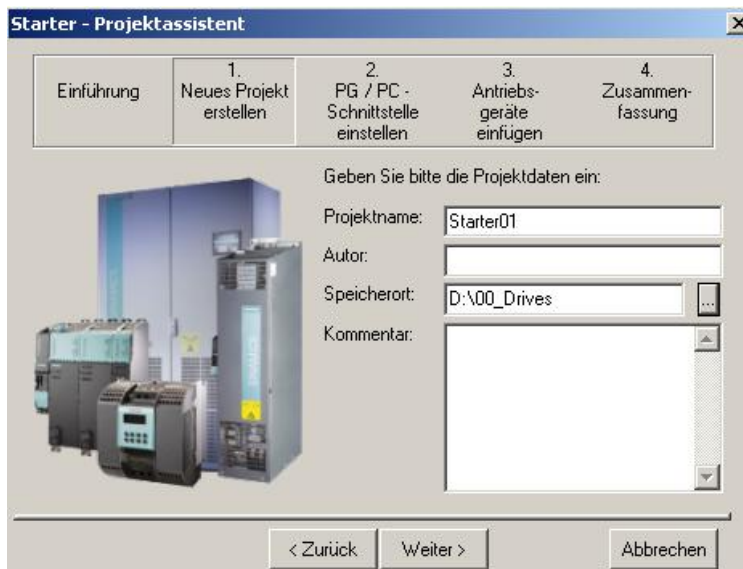 Starter - Projektassistent
Einführung
1.
Neues Projekt
erstellen
2.
PG / PC -
Schnittstelle
einstellen
3.
Antriebs-
geräte
einfügen
4.
Zusammen-
fassung
Geben Sie bitte die Projektdaten ein:
Projektname: Starter01
Autor:
Speicherort: D:\00_Drives ...
Kommentar:
< Zurück Weiter > Abbrechen